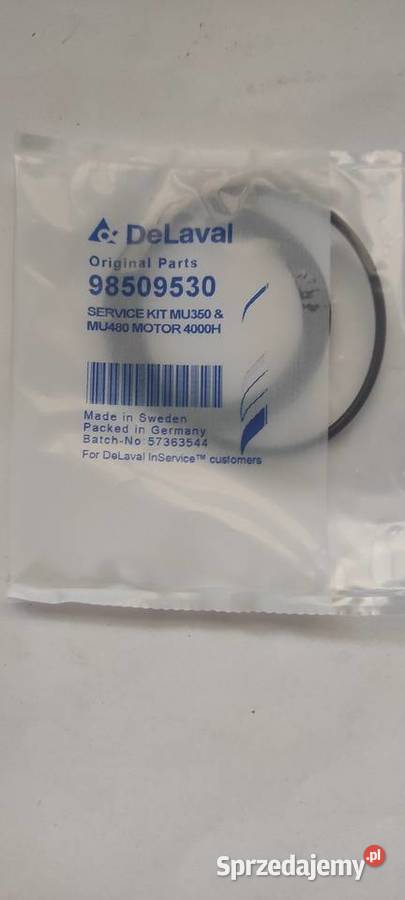 DeLaval
Original Parts
98509530
SERVICE KIT MU350 &
MU480 MOTOR 4000H
Made in Sweden
Packed in Germany
Batch-No: 57363544
For DeLaval InService™ customers
Sprzedajemy.pl